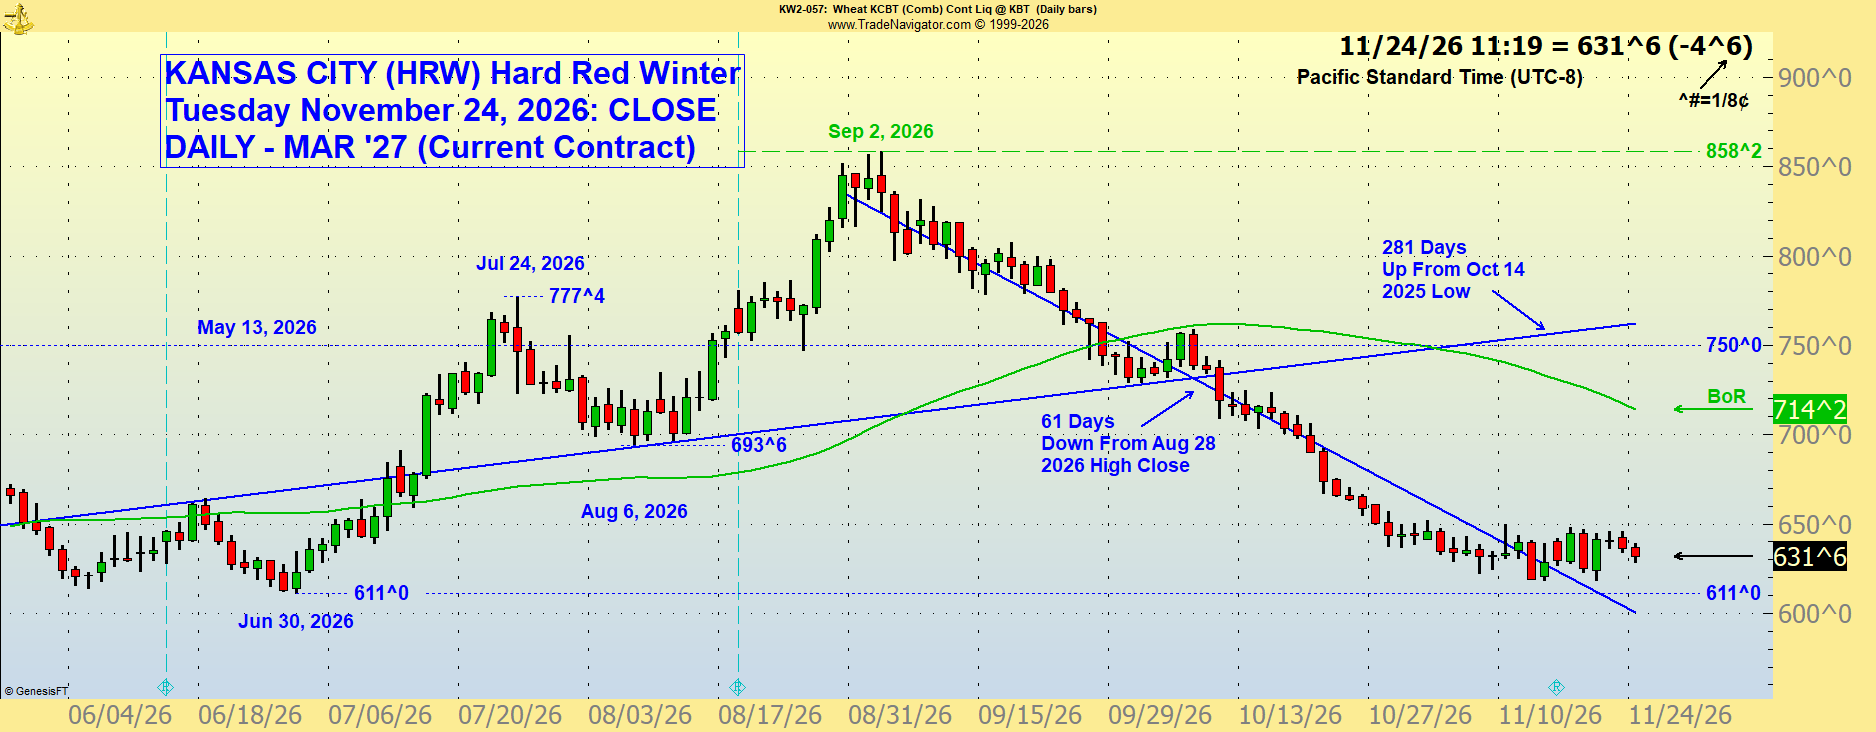 KW2-057: Wheat KCBT (Comb) Cont Liq @ KBT (Daily bars)
www.TradeNavigator.com © 1999-2026
11/24/26 11:19 = 631^6 (-4^6)
Pacific Standard Time (UTC-8)
^#=1/8¢
KANSAS CITY (HRW) Hard Red Winter
Tuesday November 24, 2026: CLOSE
DAILY - MAR '27 (Current Contract)
Sep 2, 2026
858^2
Jul 24, 2026
777^4
May 13, 2026
281 Days
Up From Oct 14
2025 Low
750^0
BoR
714^2
61 Days
Down From Aug 28
2026 High Close
693^6
Aug 6, 2026
631^6
611^0
611^0
Jun 30, 2026
900^0
850^0
800^0
750^0
700^0
650^0
600^0
R
R
R
© GenesisFT
06/04/26 06/18/26 07/06/26 07/20/26 08/03/26 08/17/26 08/31/26 09/15/26 09/29/26 10/13/26 10/27/26 11/10/26 11/24/26